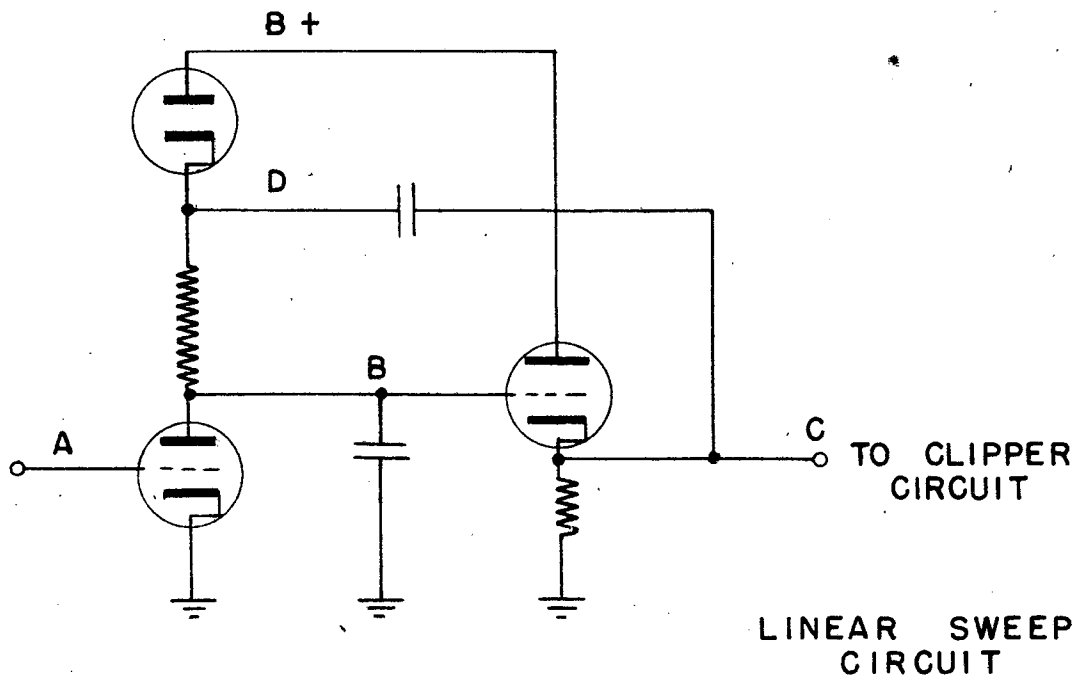 B +
D
B
A
C
TO CLIPPER
CIRCUIT
LINEAR SWEEP
CIRCUIT